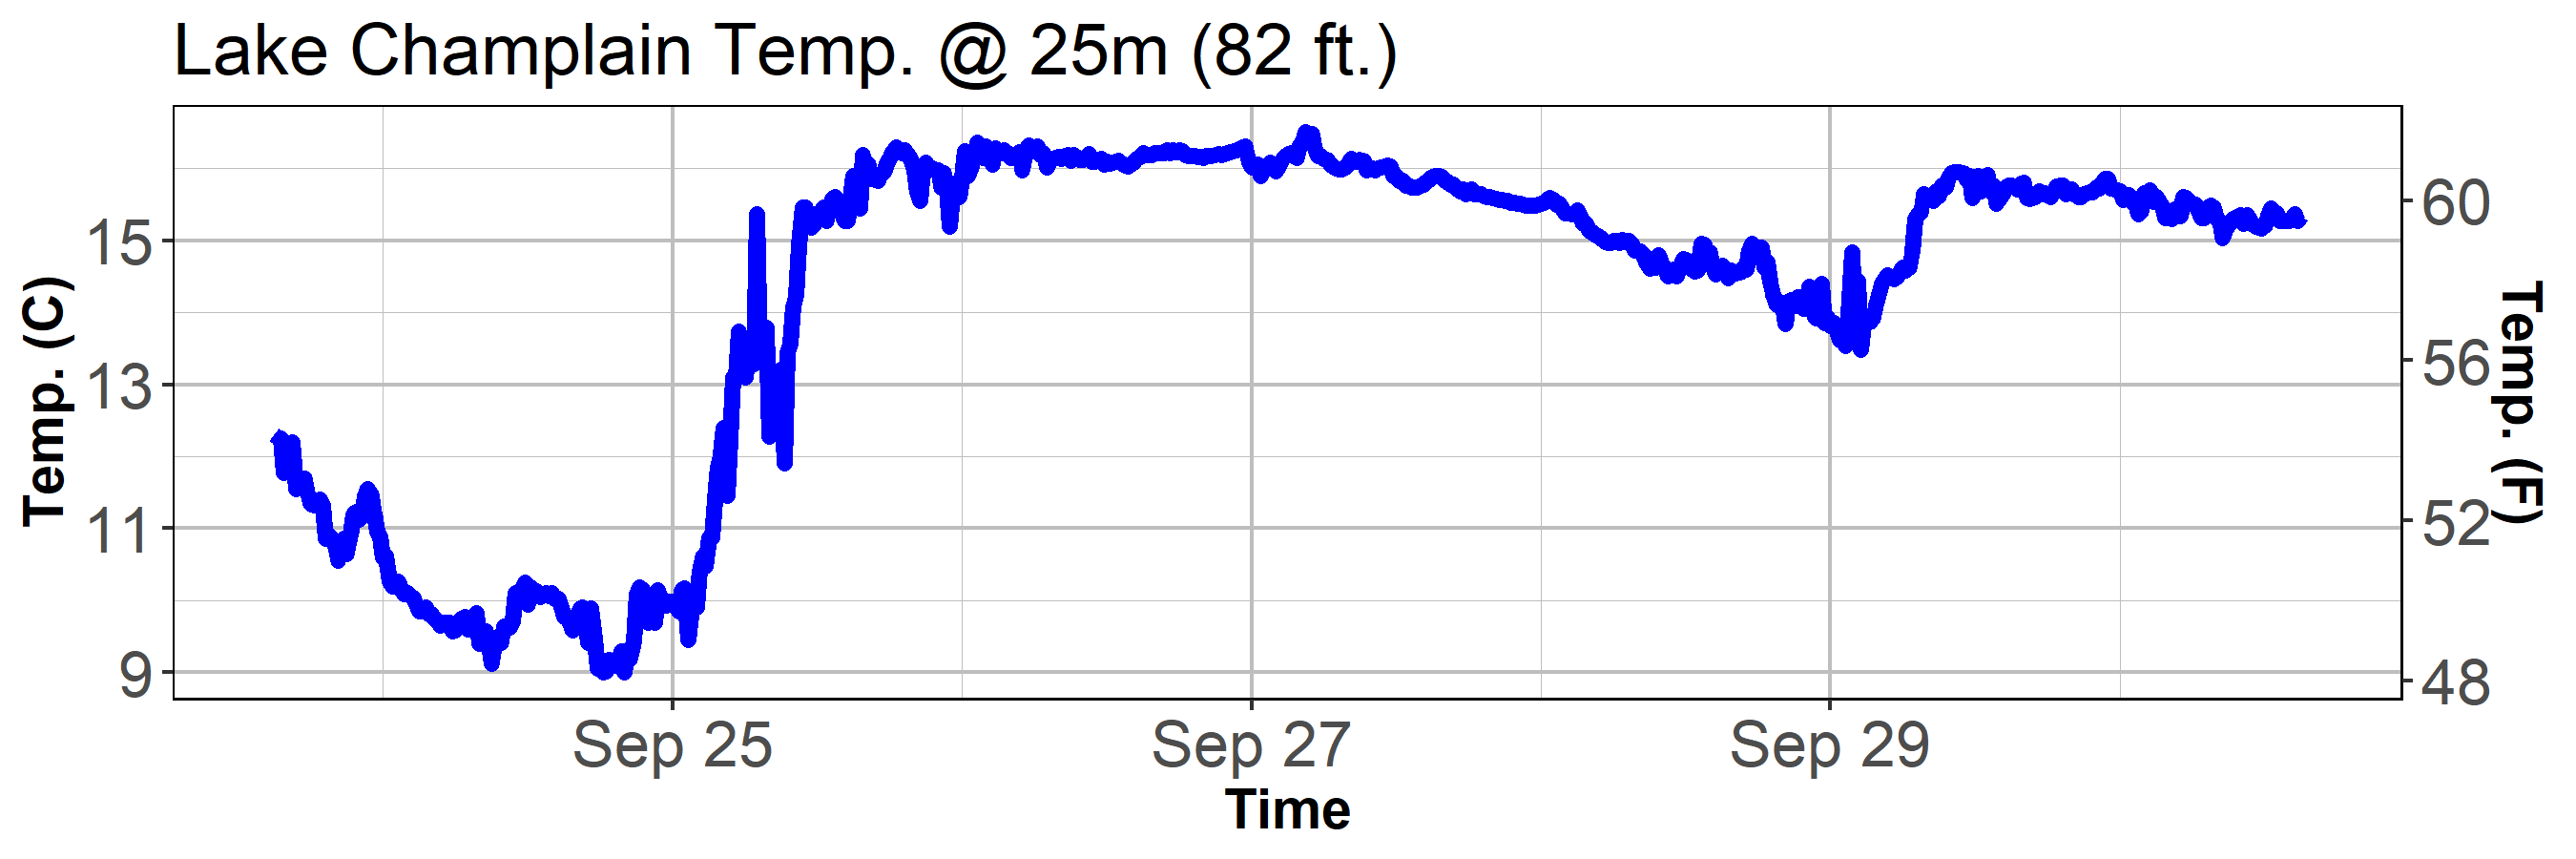 Lake Champlain Temp. @ 25m (82 ft.)
Temp. (C)
15
13
11
9
60
56
52
48
Temp. (F)
Sep 25
Sep 27
Sep 29
Time